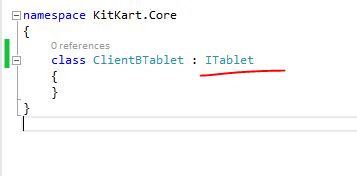 namespace KitKart.Core
{
0 references
class ClientBTablet : ITablet
{
}
}